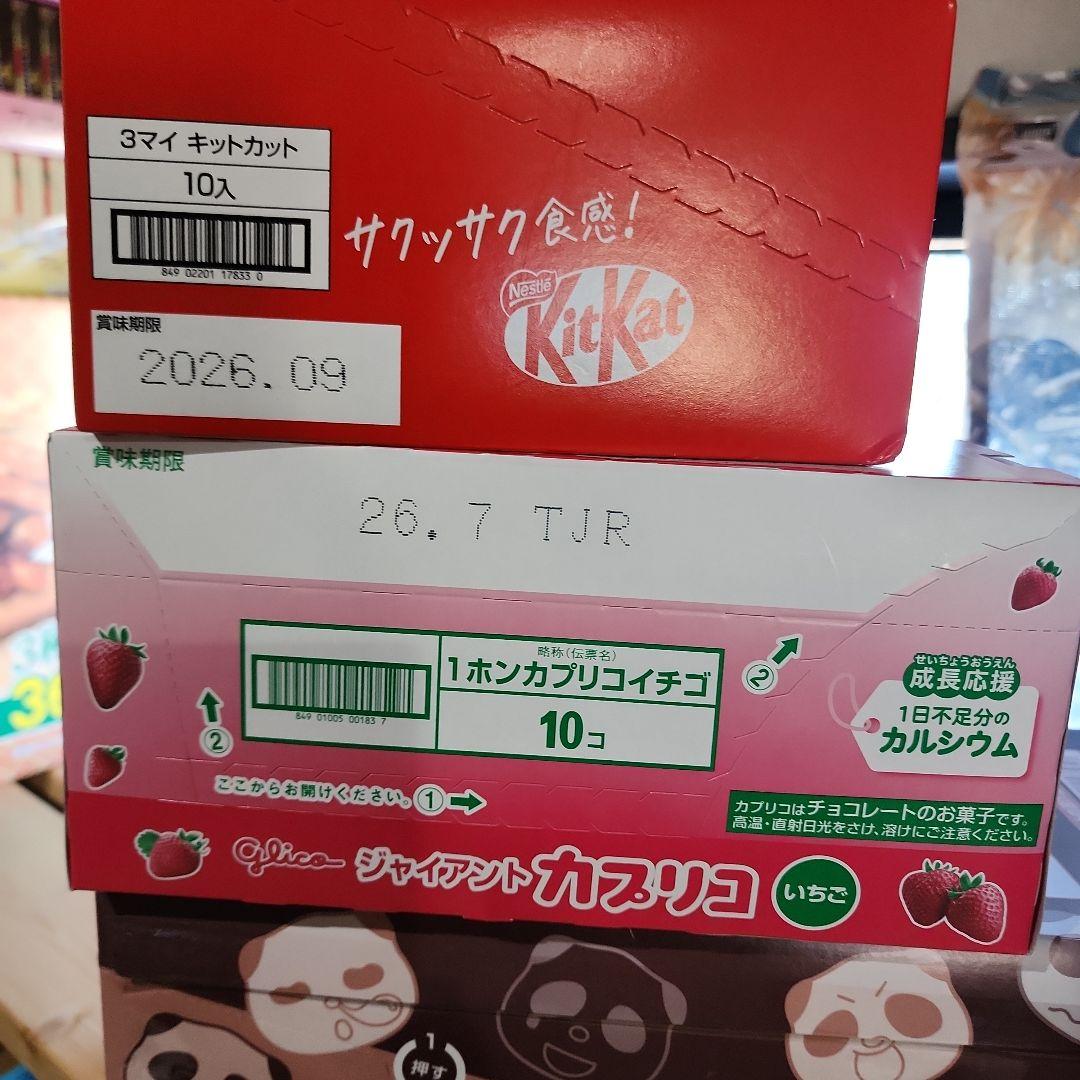 3マイ キットカット
10入
849 02201 17833 0
サクッサク食感!
Nestlé
KitKat
賞味期限
2026.09
賞味期限
26.7 TJR
略称(伝票名)
1ホンカプリコイチゴ
10コ
849 01005 00183 7
②
②
せいちょうおうえん
成長応援
1日不足分の
カルシウム
ここからお開けください。①
カプリコはチョコレートのお菓子です。
高温・直射日光をさけ、溶けにご注意ください。
glico
ジャイアントカプリコ
いちご
1
押す